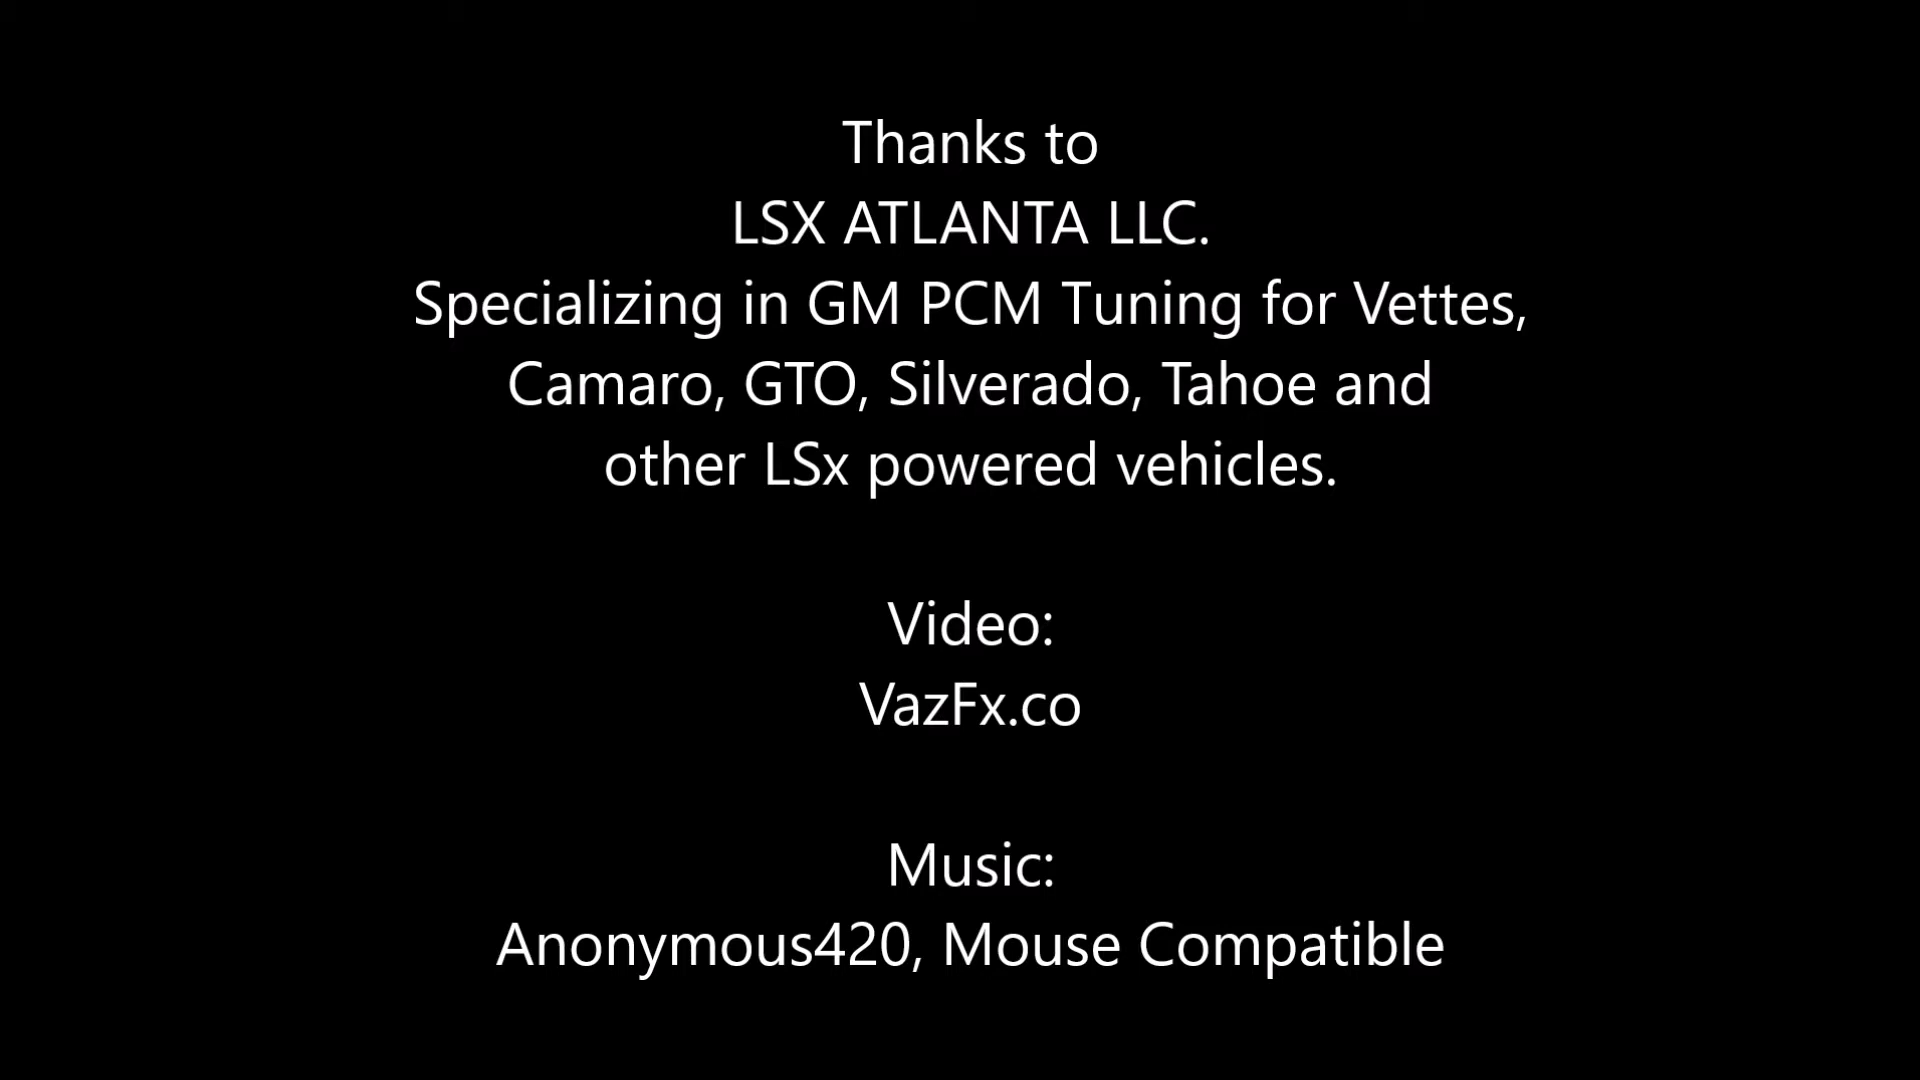 Thanks to
LSX ATLANTA LLC.
Specializing in GM PCM Tuning for Vettes,
Camaro, GTO, Silverado, Tahoe and
other LSx powered vehicles.
Video:
VazFx.co
Music:
Anonymous420, Mouse Compatible